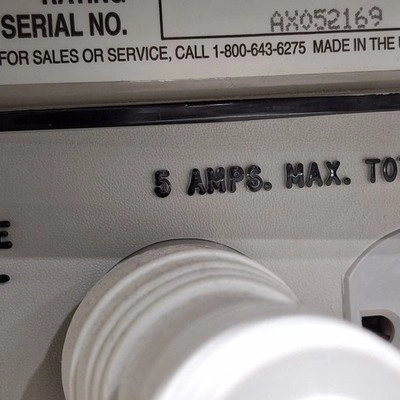 SERIAL NO. AX052169
FOR SALES OR SERVICE, CALL 1-800-643-6275 MADE IN THE
5 AMPS. MAX.